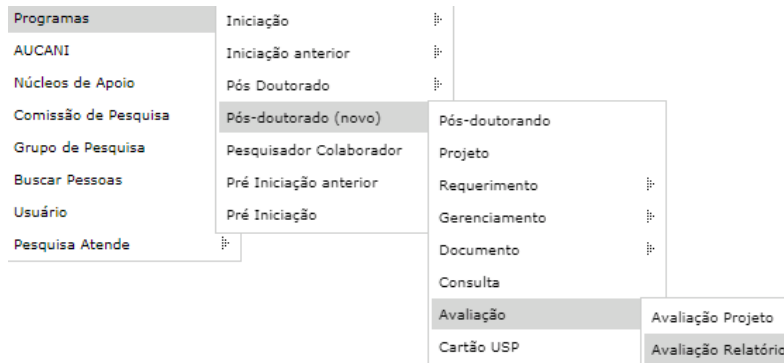 Programas
AUCANI
Núcleos de Apoio
Comissão de Pesquisa
Grupo de Pesquisa
Buscar Pessoas
Usuário
Pesquisa Atende
Iniciação
Iniciação anterior
Pós Doutorado
Pós-doutorado (novo)
Pesquisador Colaborador
Pré Iniciação anterior
Pré Iniciação
Pós-doutorando
Projeto
Requerimento
Gerenciamento
Documento
Consulta
Avaliação
Cartão USP
Avaliação Projeto
Avaliação Relatório